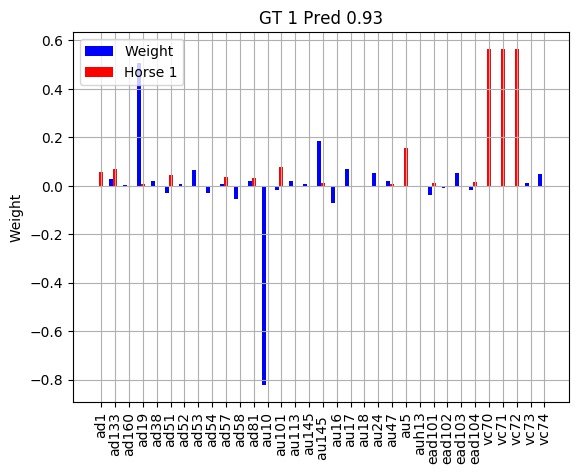 GT 1 Pred 0.93
Weight
Horse 1
0.6
0.4
0.2
0.0
−0.2
−0.4
−0.6
−0.8
Weight
ad1
ad133
ad160
ad19
ad38
ad51
ad52
ad53
ad54
ad57
ad58
ad81
au10
au101
au113
au145
au145
au16
au17
au18
au24
au47
au5
auh13
ead101
ead102
ead103
ead104
vc70
vc71
vc72
vc73
vc74